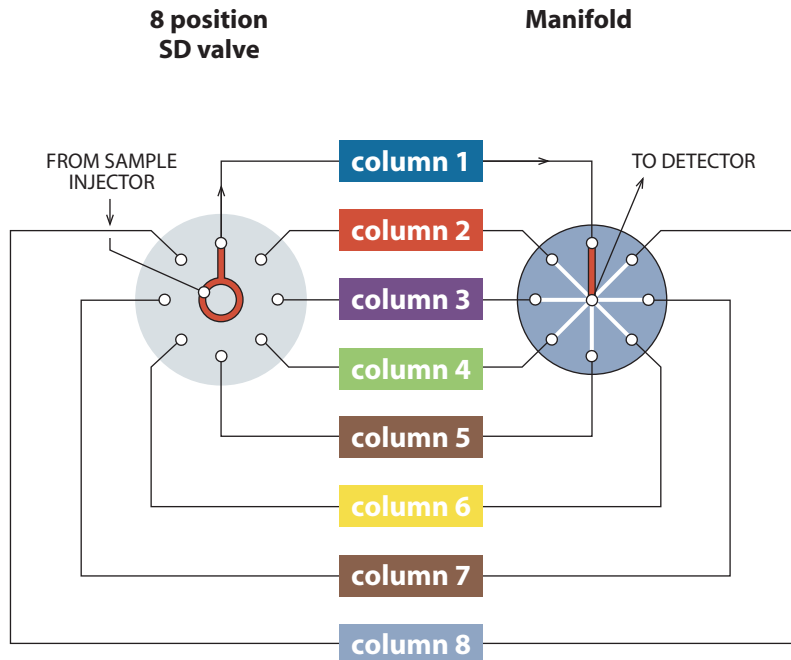 8 position
SD valve
Manifold
FROM SAMPLE
INJECTOR
TO DETECTOR
column 1
column 2
column 3
column 4
column 5
column 6
column 7
column 8